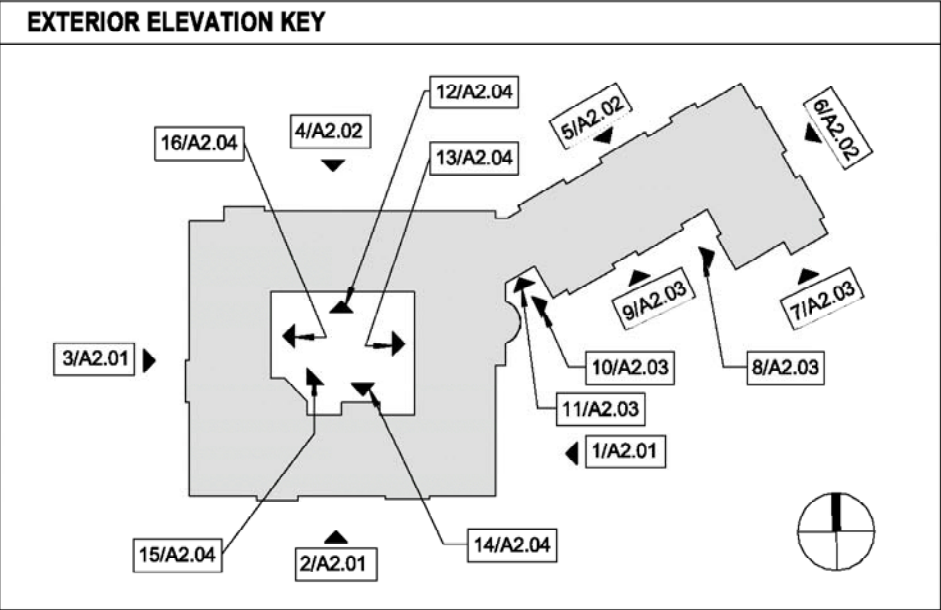 EXTERIOR ELEVATION KEY
12/A2.04
4/A2.02
5/A2.02
6/A2.02
16/A2.04
13/A2.04
9/A2.03
7/A2.03
3/A2.01
10/A2.03
8/A2.03
11/A2.03
1/A2.01
15/A2.04
2/A2.01
14/A2.04